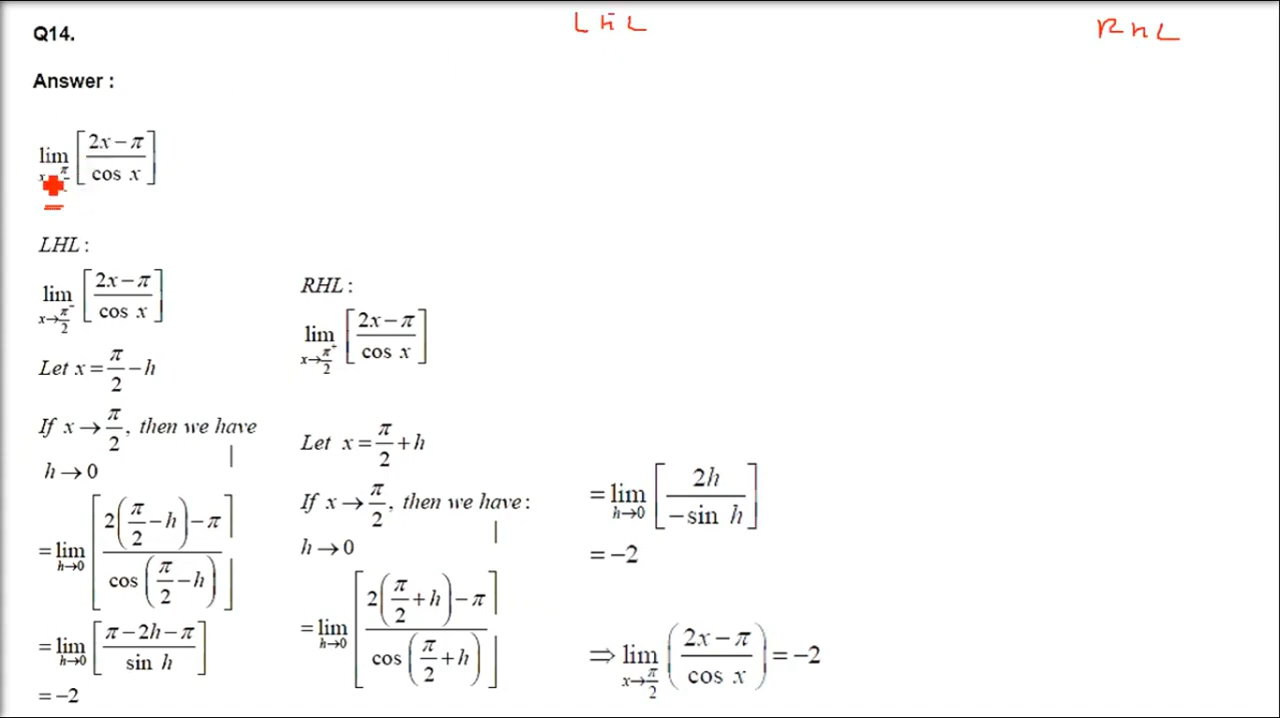 LHL
RHL
Q14.
Answer :
lim x→π/2 [(2x − π)/(cos x)]
LHL :
lim x→π/2⁻ [(2x − π)/(cos x)]
Let x = π/2 − h
If x → π/2, then we have
h → 0
= lim h→0 [(2(π/2 − h) − π)/(cos (π/2 − h))]
= lim h→0 [(π − 2h − π)/(sin h)]
= −2
RHL :
lim x→π/2⁺ [(2x − π)/(cos x)]
Let x = π/2 + h
If x → π/2, then we have :
h → 0
= lim h→0 [(2(π/2 + h) − π)/(cos (π/2 + h))]
= lim h→0 [(2h)/(−sin h)]
= −2
⇒ lim x→π/2 ((2x − π)/(cos x)) = −2